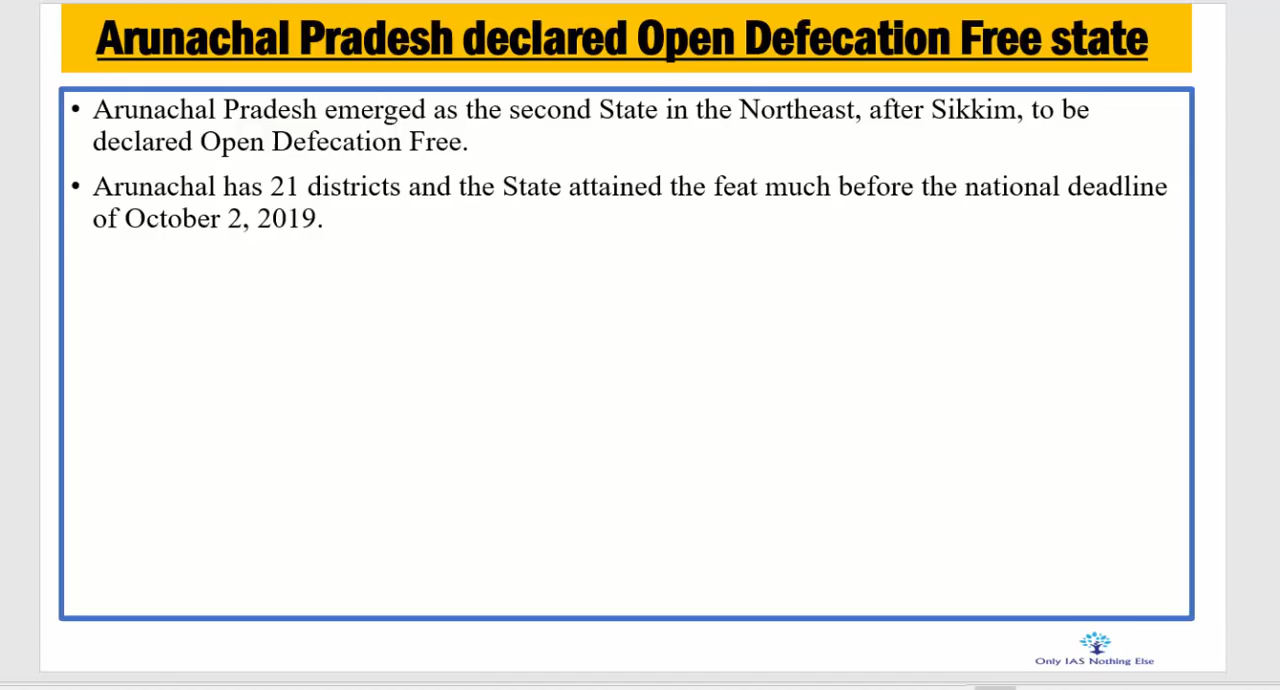 Arunachal Pradesh declared Open Defecation Free state
• Arunachal Pradesh emerged as the second State in the Northeast, after Sikkim, to be
declared Open Defecation Free.
• Arunachal has 21 districts and the State attained the feat much before the national deadline
of October 2, 2019.
Only IAS Nothing Else